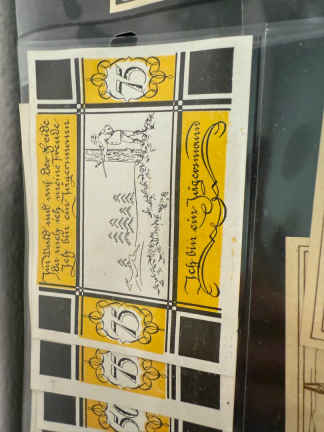 75
Im Wald und auf der Heide
Da such ich meine Freude
Ich bin ein Jägersmann
Ich bin ein Jägersmann
75
75
50